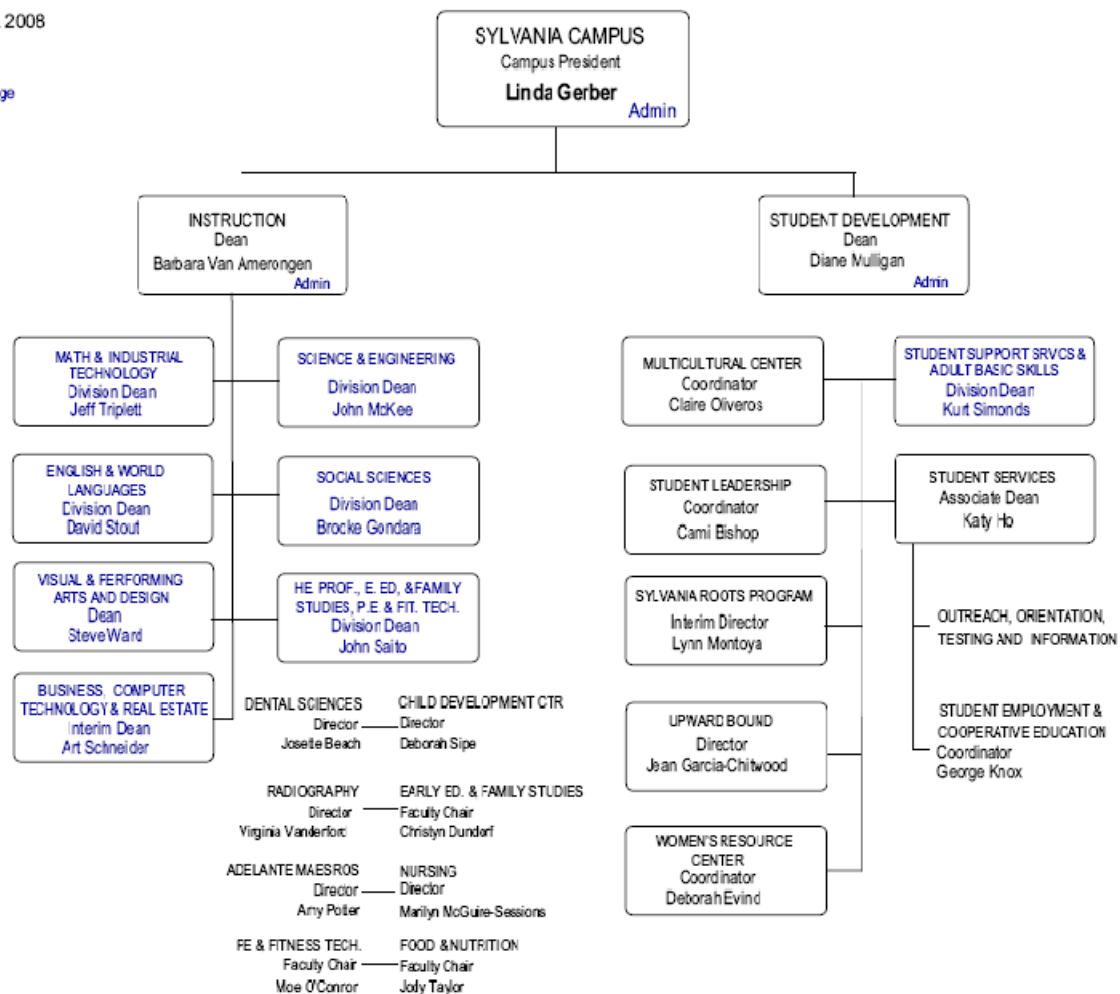 2008
ge
SYLVANIA CAMPUS
Campus President
Linda Gerber
Admin
INSTRUCTION
Dean
Barbara Van Amerongen
Admin
STUDENT DEVELOPMENT
Dean
Diane Mulligan
Admin
MATH & INDUSTRIAL
TECHNOLOGY
Division Dean
Jeff Triplett
SCIENCE & ENGINEERING
Division Dean
John McKee
MULTICULTURAL CENTER
Coordinator
Claire Oliveros
STUDENT SUPPORT SRVCS &
ADULT BASIC SKILLS
Division Dean
Kurt Simonds
ENGLISH & WORLD
LANGUAGES
Division Dean
David Stout
SOCIAL SCIENCES
Division Dean
Brocke Gondara
STUDENT LEADERSHIP
Coordinator
Cami Bishop
STUDENT SERVICES
Associate Dean
Katy Ho
VISUAL & PERFORMING
ARTS AND DESIGN
Dean
Steve Ward
HE. PROF., E. ED, & FAMILY
STUDIES, P.E. & FIT. TECH.
Division Dean
John Saito
SYLVANIA ROOTS PROGRAM
Interim Director
Lynn Montoya
OUTREACH, ORIENTATION,
TESTING AND INFORMATION
BUSINESS, COMPUTER
TECHNOLOGY & REAL ESTATE
Interim Dean
Art Schneider
DENTAL SCIENCES
Director
Josette Beach
CHILD DEVELOPMENT CTR
Director
Deborah Sipe
UPWARD BOUND
Director
Jean Garcia-Chitwood
STUDENT EMPLOYMENT &
COOPERATIVE EDUCATION
Coordinator
George Knox
RADIOGRAPHY
Director
Virginia Vanderford
EARLY ED. & FAMILY STUDIES
Faculty Chair
Christyn Dundorf
WOMEN'S RESOURCE
CENTER
Coordinator
Deborah Evind
ADELANTE MAESROS
Director
Amy Potter
NURSING
Director
Marilyn McGuire-Sessions
PE & FITNESS TECH.
Faculty Chair
Moe O'Connor
FOOD & NUTRITION
Faculty Chair
Jody Taylor